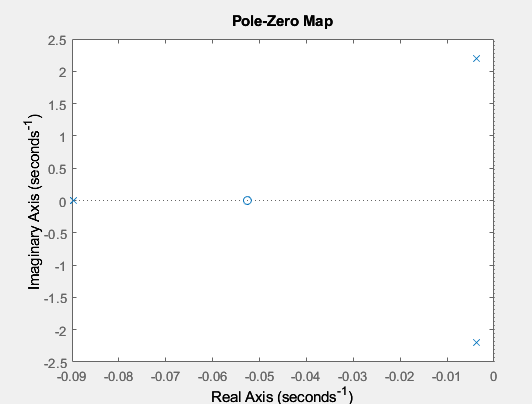 Pole-Zero Map
2.5
2
1.5
1
0.5
0
-0.5
-1
-1.5
-2
-2.5
Imaginary Axis (seconds⁻¹)
-0.09 -0.08 -0.07 -0.06 -0.05 -0.04 -0.03 -0.02 -0.01 0
Real Axis (seconds⁻¹)